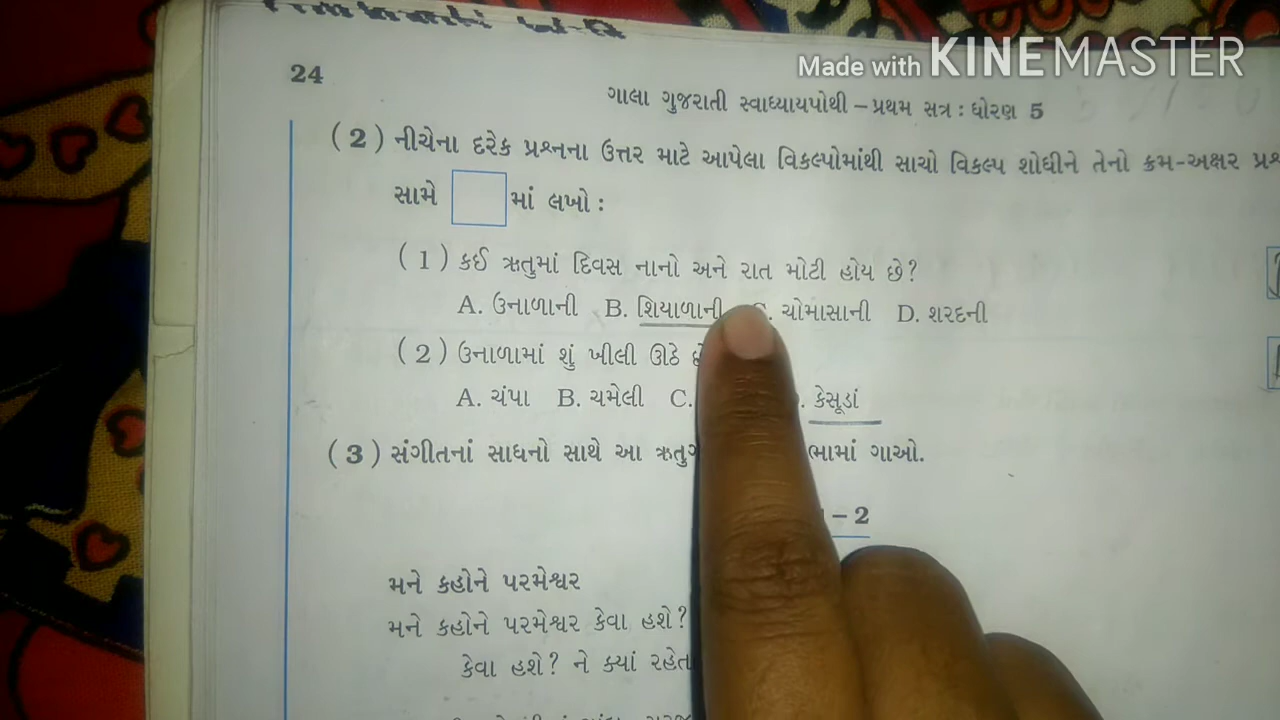 Made with KINEMASTER
24
ગાલા ગુજરાતી સ્વાધ્યાયપોથી – પ્રથમ સત્ર : ધોરણ 5
( 2 ) નીચેના દરેક પ્રશ્નના ઉત્તર માટે આપેલા વિકલ્પોમાંથી સાચો વિકલ્પ શોધીને તેનો ક્રમ-અક્ષર
સામે માં લખો :
( 1 ) કઈ ઋતુમાં દિવસ નાનો અને રાત મોટી હોય છે?
A. ઉનાળાની B. શિયાળાની C. ચોમાસાની D. શરદની
( 2 ) ઉનાળામાં શું ખીલી ઊઠે
A. ચંપા B. ચમેલી C. કેસૂડાં
( 3 ) સંગીતનાં સાધનો સાથે આ ગાઓ.
– 2
મને કહોને પરમેશ્વર
મને કહોને પરમેશ્વર કેવા હશે?
કેવા હશે? ને ક્યાં